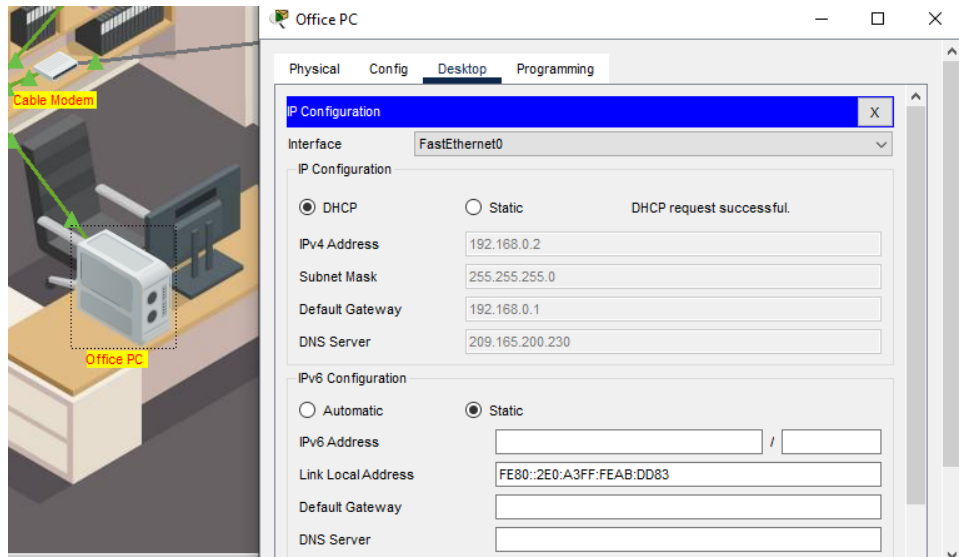 Office PC
Physical Config Desktop Programming
Cable Modem
IP Configuration X
Interface FastEthernet0
IP Configuration
DHCP Static DHCP request successful.
IPv4 Address 192.168.0.2
Subnet Mask 255.255.255.0
Default Gateway 192.168.0.1
DNS Server 209.165.200.230
Office PC
IPv6 Configuration
Automatic Static
IPv6 Address /
Link Local Address FE80::2E0:A3FF:FEAB:DD83
Default Gateway
DNS Server